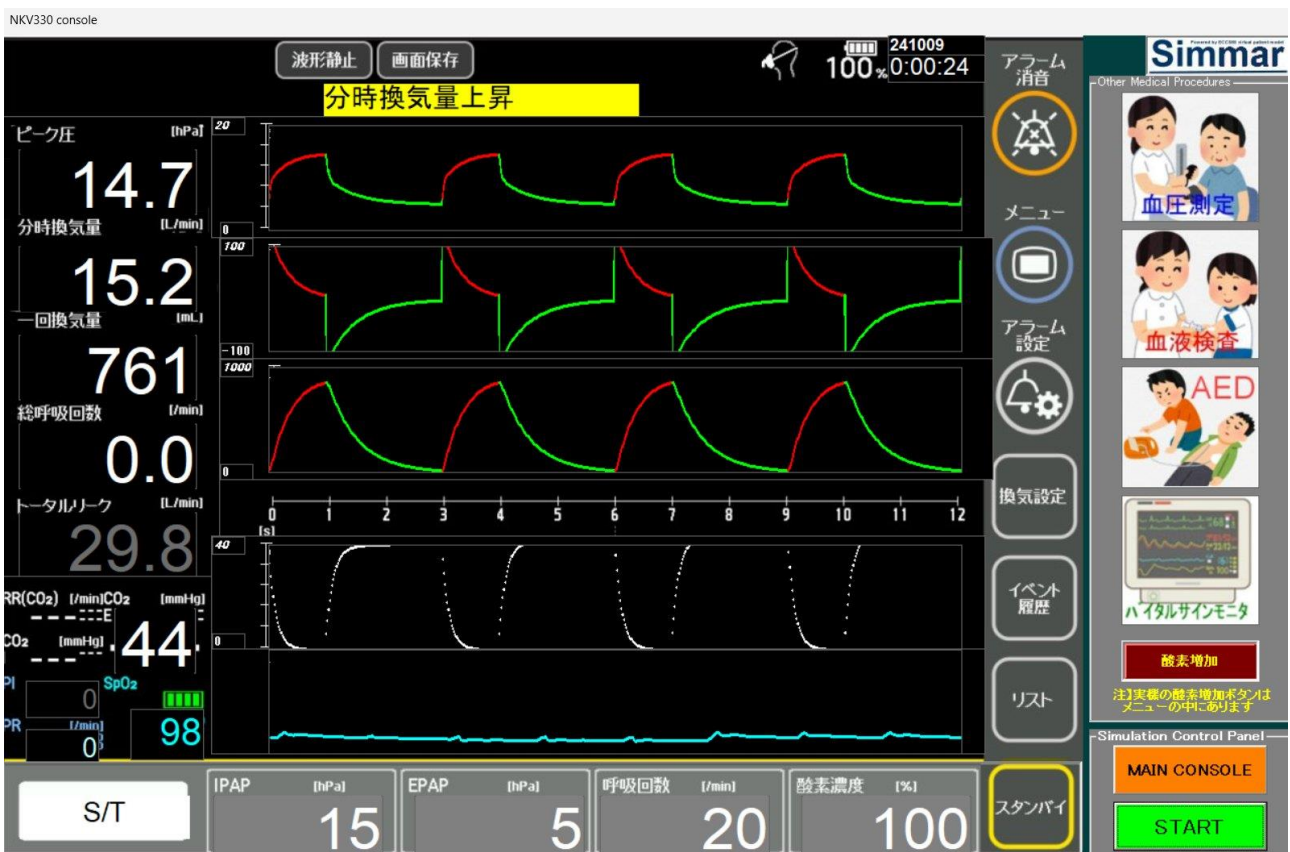 NKV330 console
波形静止
画面保存
100%
241009
0:00:24
分時換気量上昇
アラーム
消音
メニュー
アラーム
設定
換気設定
イベント
履歴
リスト
スタンバイ
ピーク圧 [hPa]
14.7
分時換気量 [L/min]
15.2
一回換気量 [mL]
761
総呼吸回数 [/min]
0.0
トータルリーク [L/min]
29.8
RR(CO₂) [/min]
CO₂ [mmHg]
44
CO₂ [mmHg]
PI
0
SpO₂
98
PR [/min]
0
20
0
100
-100
1000
0
0 1 2 3 4 5 6 7 8 9 10 11 12
[s]
40
0
S/T
IPAP [hPa]
15
EPAP [hPa]
5
呼吸回数 [/min]
20
酸素濃度 [%]
100
Simmar
Other Medical Procedures
血圧測定
血液検査
AED
バイタルサインモニタ
酸素増加
注】実機の酸素増加ボタンは
メニューの中にあります
Simulation Control Panel
MAIN CONSOLE
START